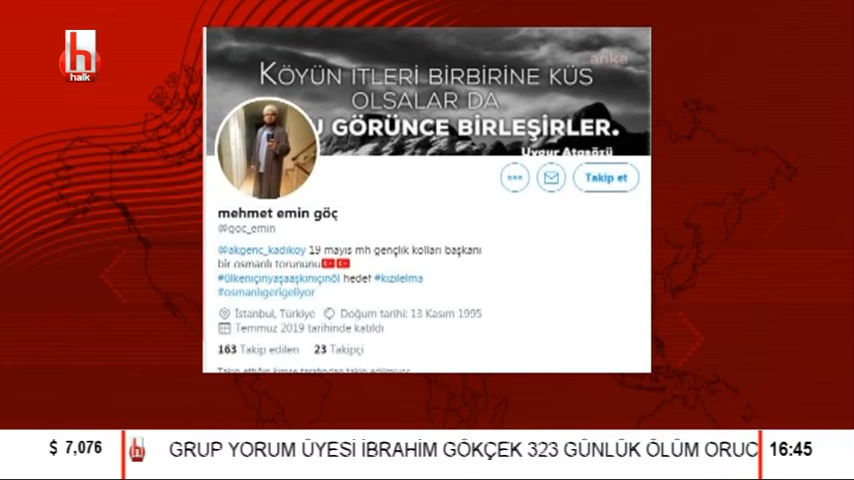 halk
anka
KÖYÜN İTLERİ BİRBİRİNE KÜS
OLSALAR DA
U GÖRÜNCE BİRLEŞİRLER.
Uygur Atasözü
Takip et
mehmet emin göç
@goc_emin
@akgenc_kadikoy 19 mayıs mh gençlik kolları başkanı
bir osmanlı torununu🇹🇷🇹🇷
#ülkeniçinyaşaaşkıniçinöl hedef #kızılelma
#osmanlıgerigeliyor
İstanbul, Türkiye Doğum tarihi: 13 Kasım 1995
Temmuz 2019 tarihinde katıldı
163 Takip edilen 23 Takipçi
$ 7,076 GRUP YORUM ÜYESİ İBRAHİM GÖKÇEK 323 GÜNLÜK ÖLÜM ORUC 16:45